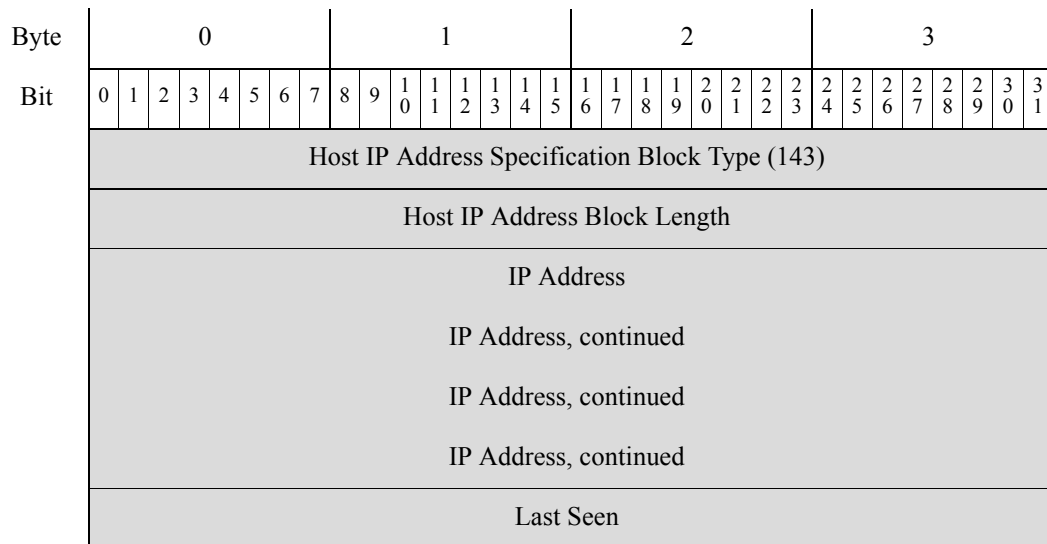 Byte 0 1 2 3
Bit 0 1 2 3 4 5 6 7 8 9 10 11 12 13 14 15 16 17 18 19 20 21 22 23 24 25 26 27 28 29 30 31
Host IP Address Specification Block Type (143)
Host IP Address Block Length
IP Address
IP Address, continued
IP Address, continued
IP Address, continued
Last Seen